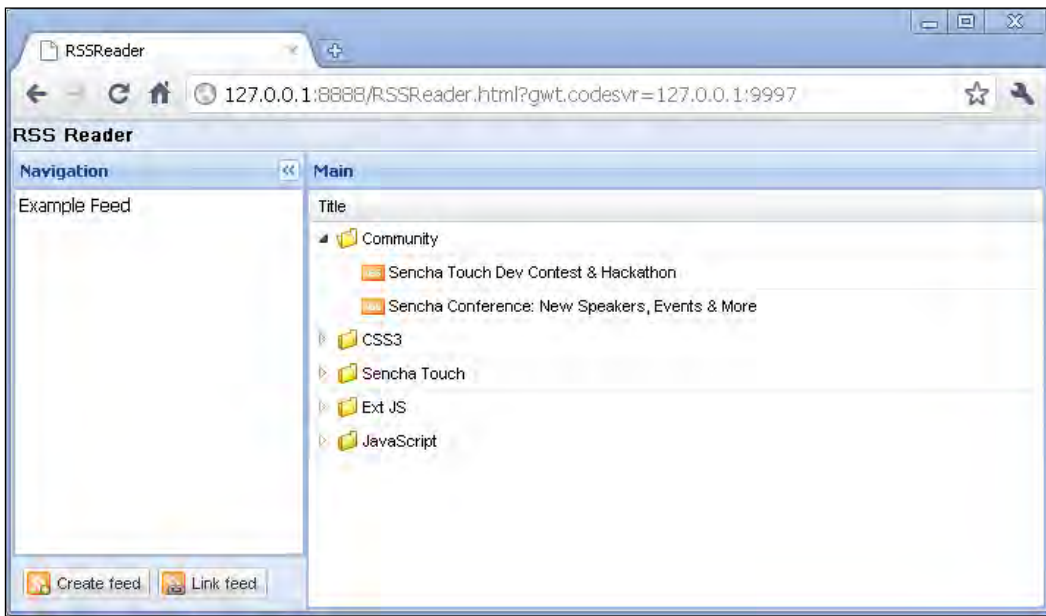 RSSReader
127.0.0.1:8888/RSSReader.html?gwt.codesvr=127.0.0.1:9997
RSS Reader
Navigation
Main
Example Feed
Title
Community
Sencha Touch Dev Contest & Hackathon
Sencha Conference: New Speakers, Events & More
CSS3
Sencha Touch
Ext JS
JavaScript
Create feed
Link feed